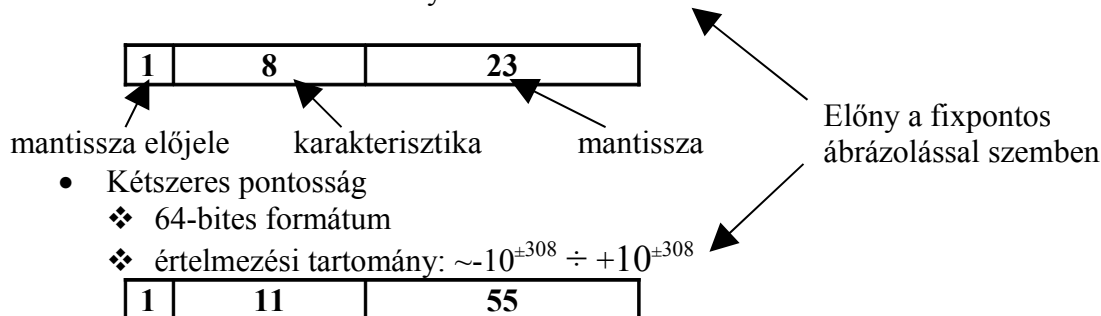 1 8 23
mantissza előjele karakterisztika mantissza
Előny a fixpontos
ábrázolással szemben
• Kétszeres pontosság
❖ 64-bites formátum
❖ értelmezési tartomány: ~-10±308 ÷ +10±308
1 11 55